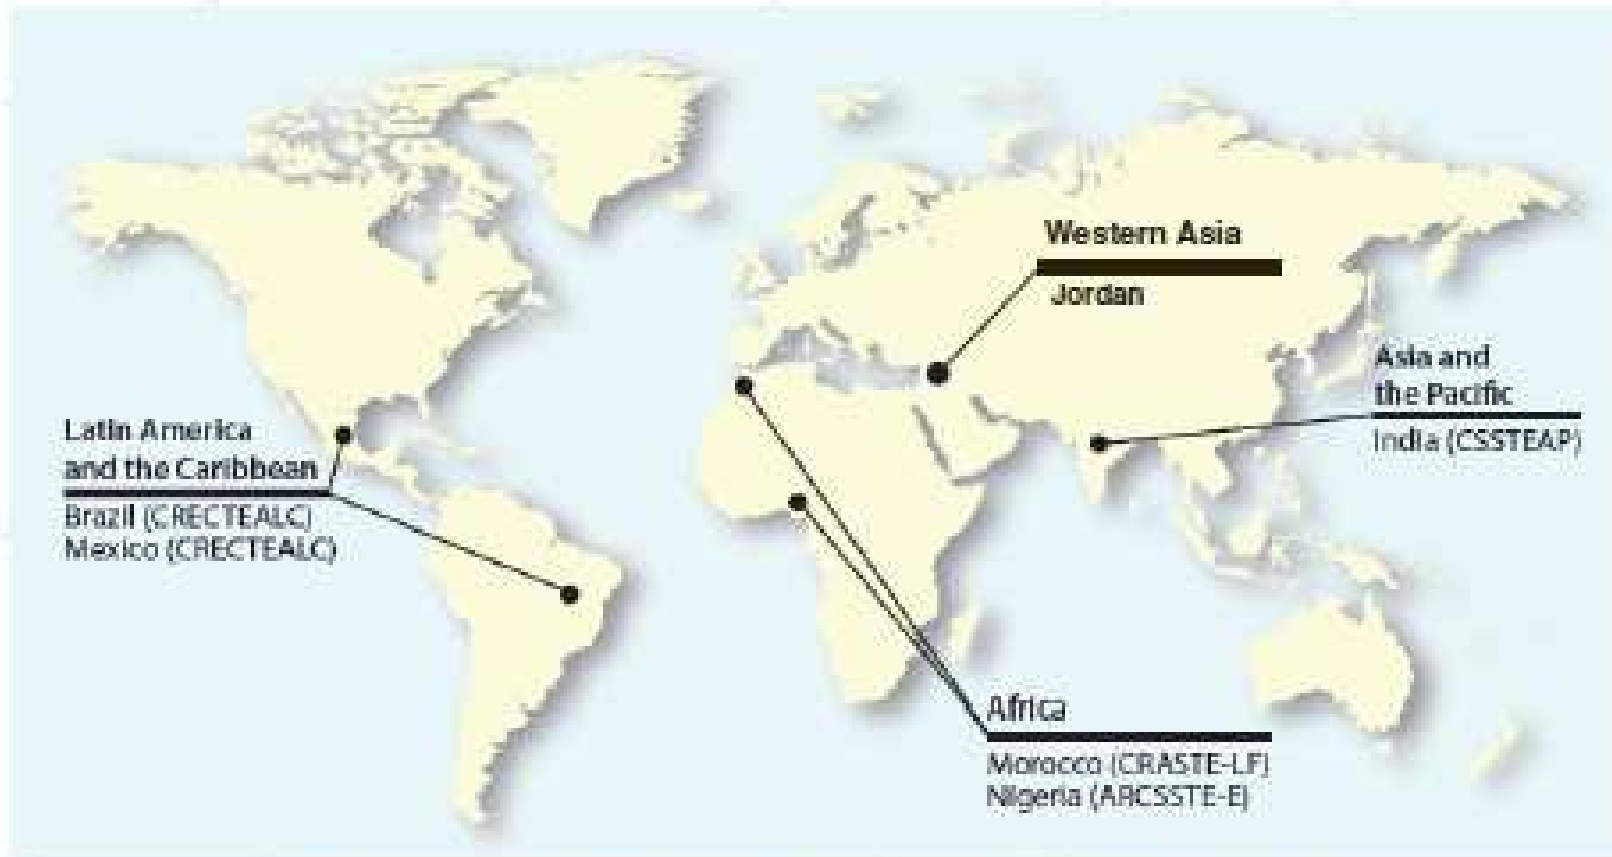 Western Asia
Jordan
Asia and
the Pacific
India (CSSTEAP)
Latin America
and the Caribbean
Brazil (CRECTEALC)
Mexico (CRECTEALC)
Africa
Morocco (CRASTE-LF)
Nigeria (ARCSSTE-E)